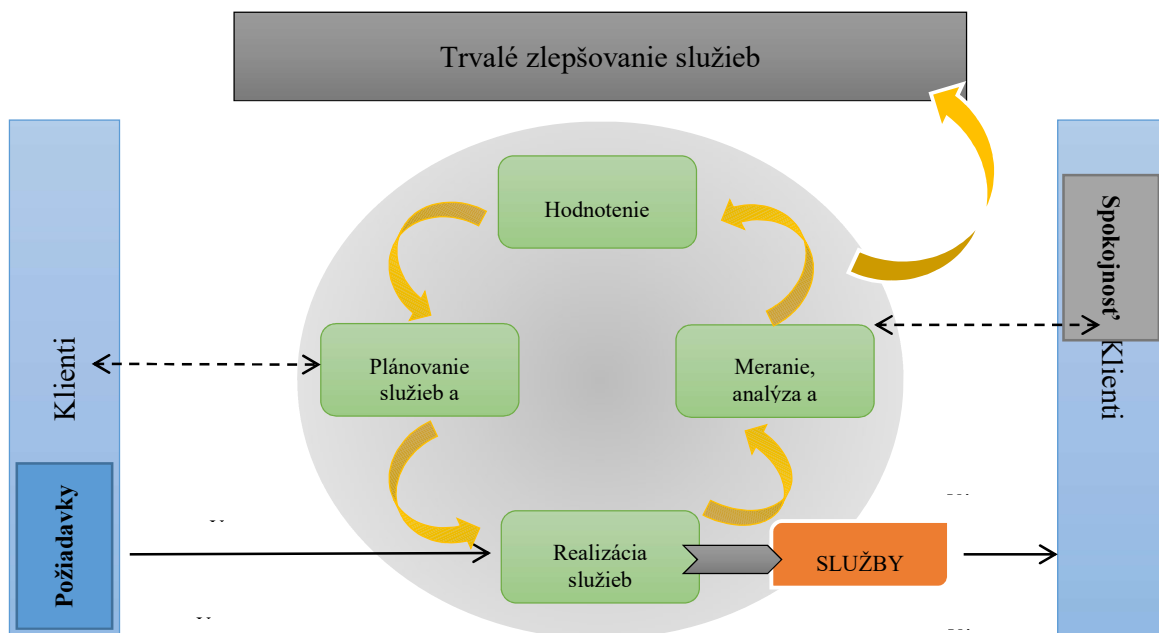 Trvalé zlepšovanie služieb
Klienti
Požiadavky
Hodnotenie
Plánovanie
služieb a
Meranie,
analýza a
Realizácia
služieb
SLUŽBY
Spokojnosť
Klienti